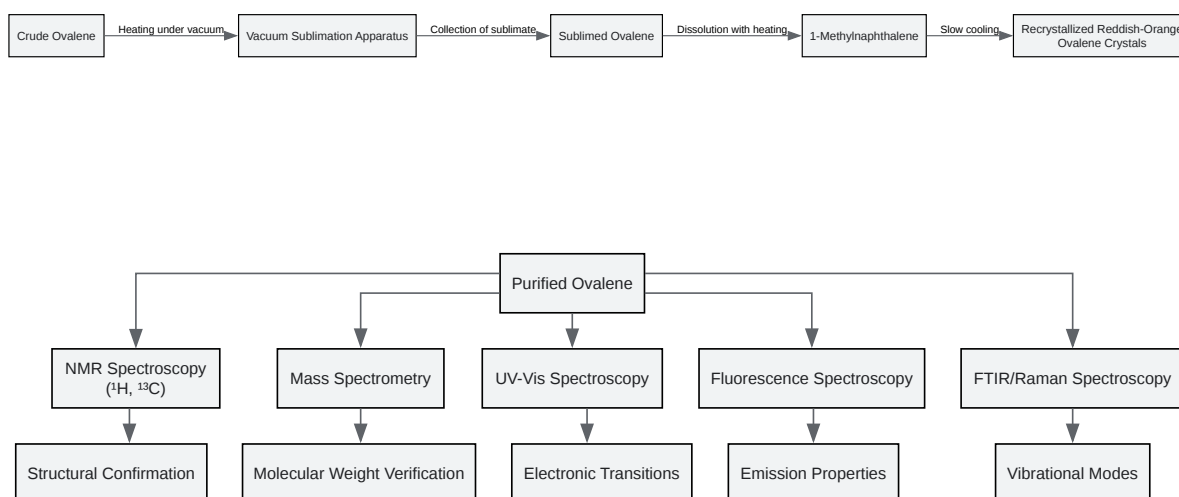 Crude Ovalene
Heating under vacuum
Vacuum Sublimation Apparatus
Collection of sublimate
Sublimed Ovalene
Dissolution with heating
1-Methylnaphthalene
Slow cooling
Recrystallized Reddish-Orange
Ovalene Crystals
Purified Ovalene
NMR Spectroscopy
(¹H, ¹³C)
Mass Spectrometry
UV-Vis Spectroscopy
Fluorescence Spectroscopy
FTIR/Raman Spectroscopy
Structural Confirmation
Molecular Weight Verification
Electronic Transitions
Emission Properties
Vibrational Modes